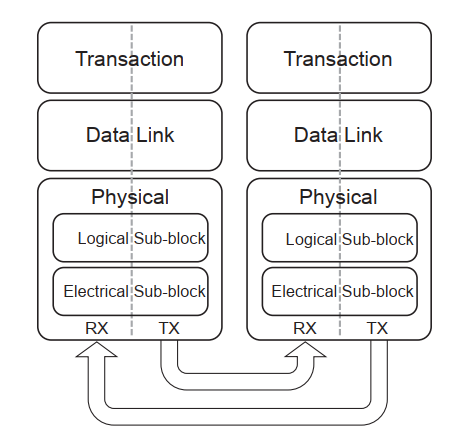 Transaction
Data Link
Physical
Logical Sub-block
Electrical Sub-block
RX TX
Transaction
Data Link
Physical
Logical Sub-block
Electrical Sub-block
RX TX